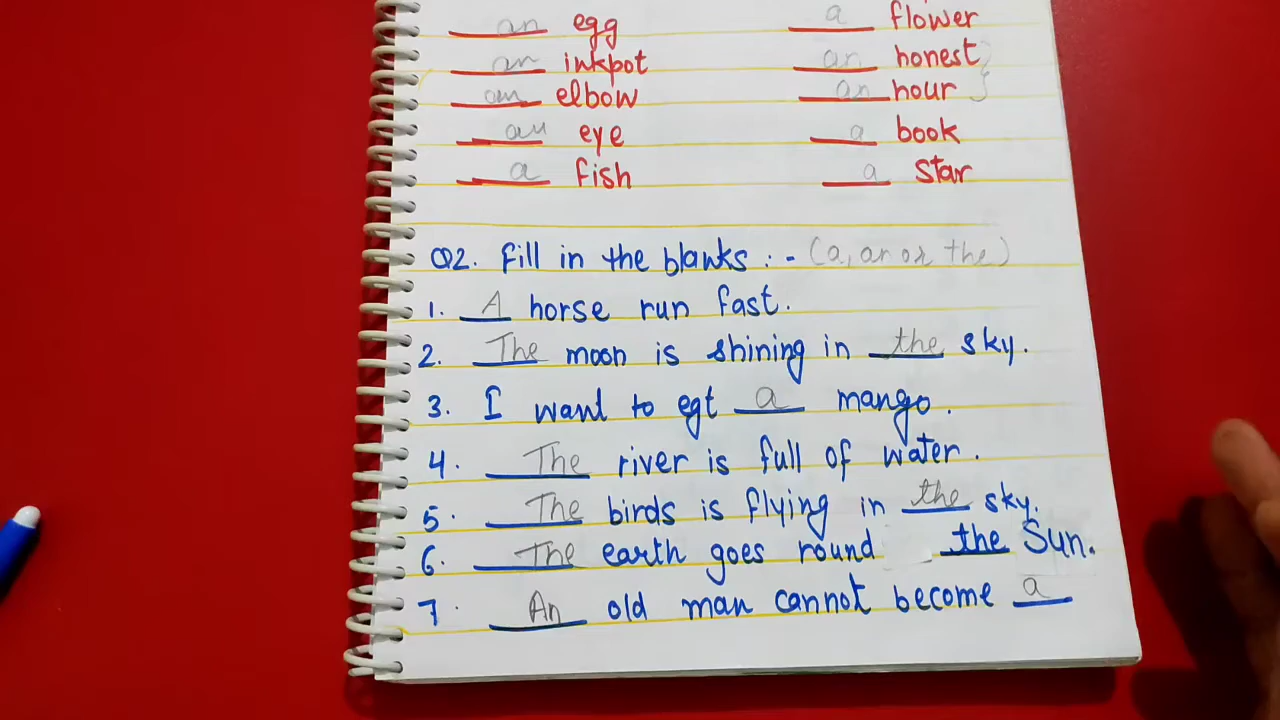 an egg a flower
an inkpot an honest
an elbow an hour
an eye a book
a fish a star
Q2. Fill in the blanks :- (a, an or the)
1. A horse run fast.
2. The moon is shining in the sky.
3. I want to egt a mango.
4. The river is full of water.
5. The birds is flying in the sky.
6. The earth goes round the Sun.
7. An old man cannot become a